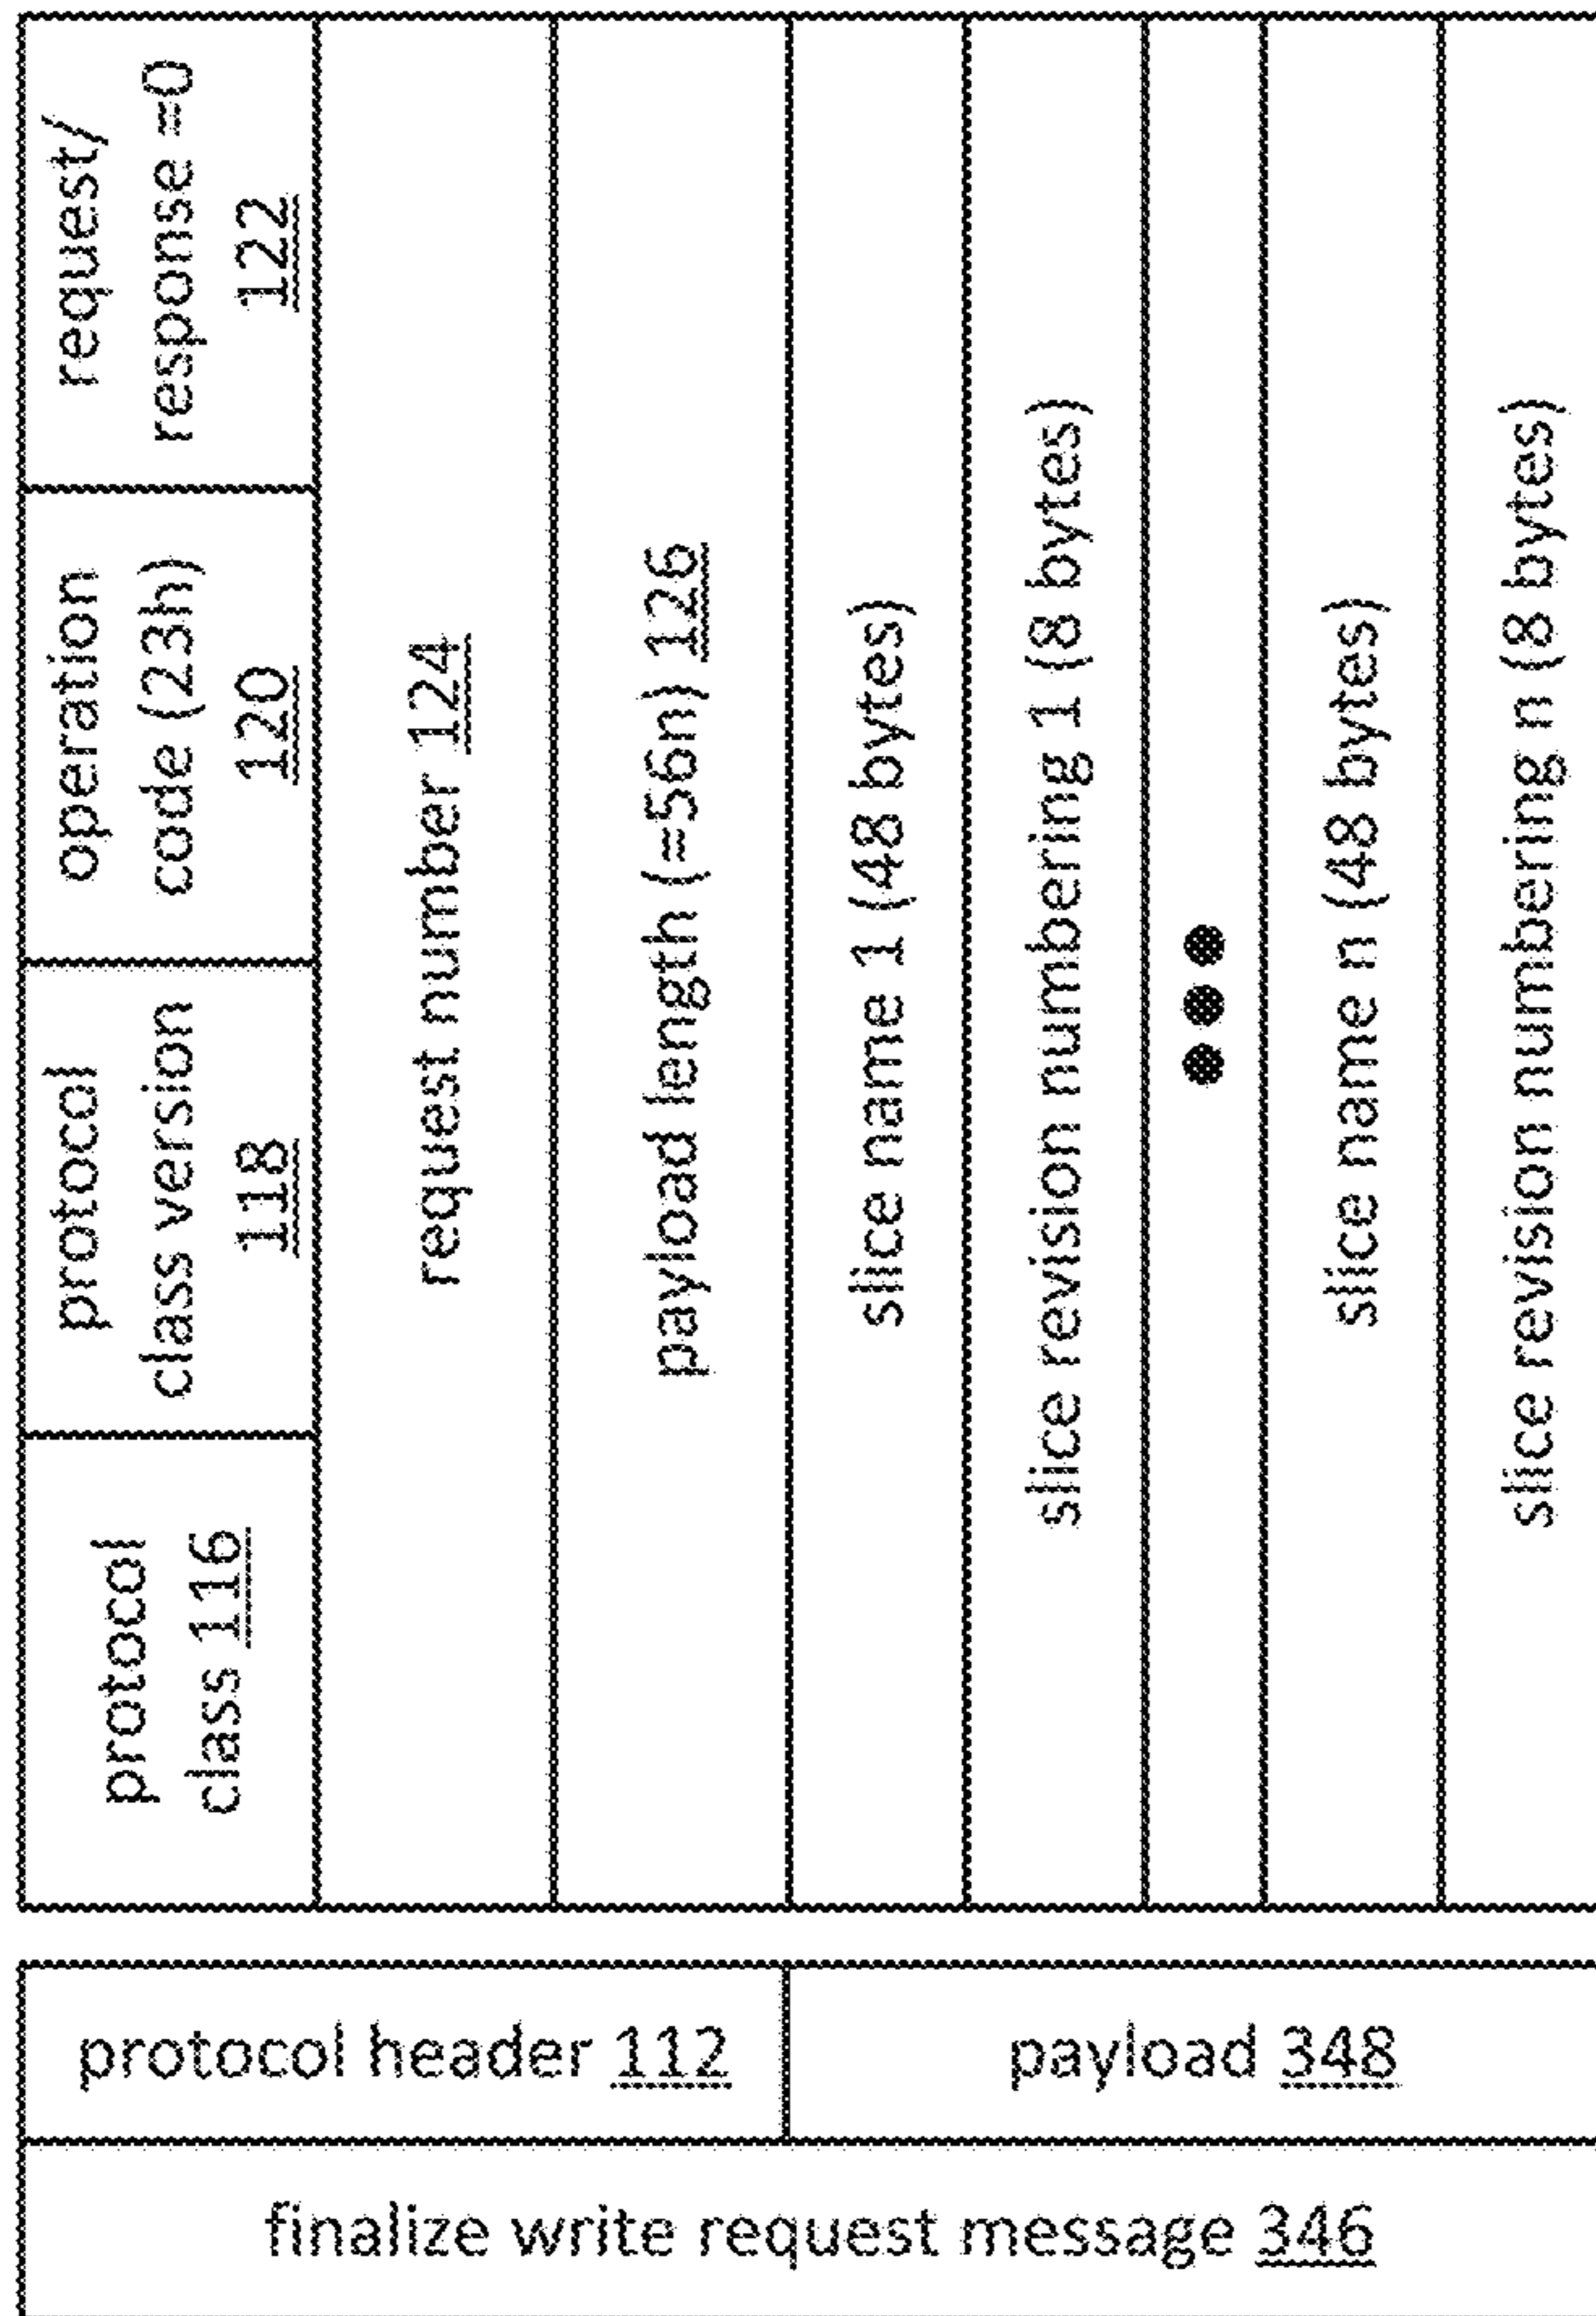 finalize write request message 346
protocol header 112
payload 348
protocol
class 116
protocol
class version
118
operation
code (23h)
120
request/
response =0
122
request number 124
payload length (=56n) 126
slice name 1 (48 bytes)
slice revision numbering 1 (8 bytes)
●●●
slice name n (48 bytes)
slice revision numbering n (8 bytes)